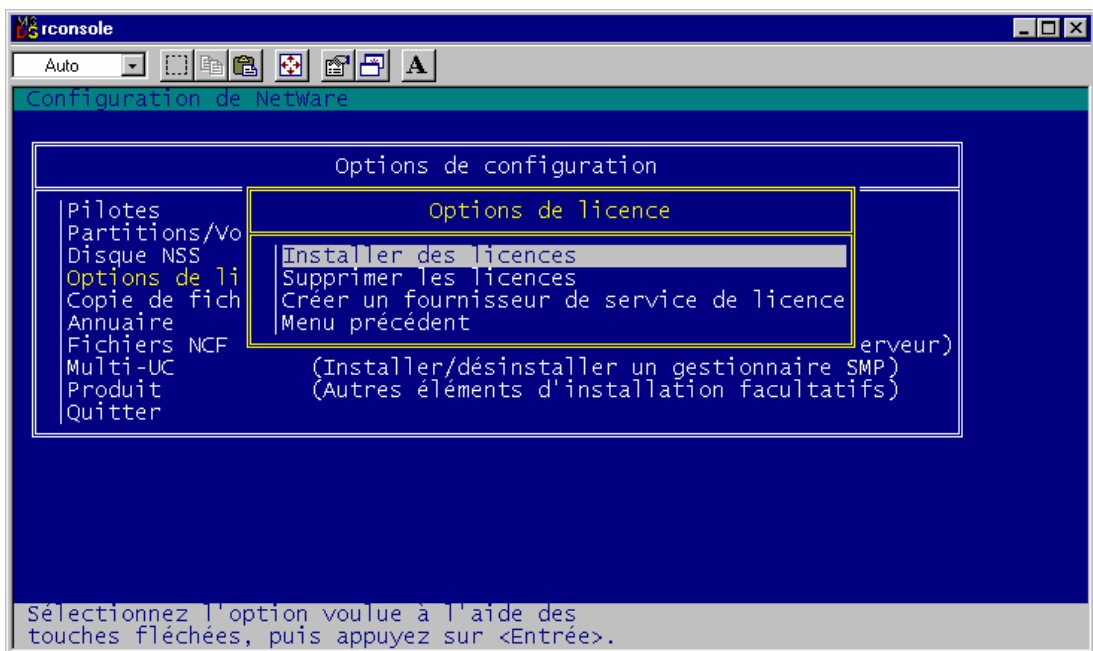 rconsole
Auto
A
Configuration de NetWare
Options de configuration
Pilotes
Partitions/Vo
Disque NSS
Options de li
Copie de fich
Annuaire
Fichiers NCF erveur)
Multi-UC (Installer/désinstaller un gestionnaire SMP)
Produit (Autres éléments d'installation facultatifs)
Quitter
Options de licence
Installer des licences
Supprimer les licences
Créer un fournisseur de service de licence
Menu précédent
Sélectionnez l'option voulue à l'aide des
touches fléchées, puis appuyez sur <Entrée>.